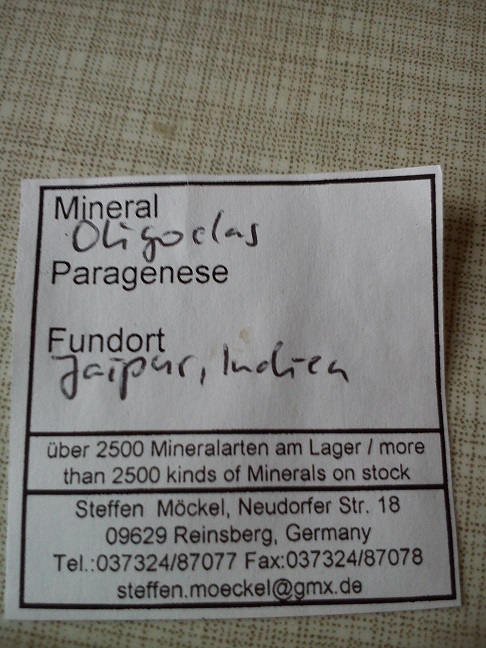 Mineral
Oligoclas
Paragenese
Fundort
Jaipur, Indien
über 2500 Mineralarten am Lager / more
than 2500 kinds of Minerals on stock
Steffen Möckel, Neudorfer Str. 18
09629 Reinsberg, Germany
Tel.:037324/87077 Fax:037324/87078
steffen.moeckel@gmx.de